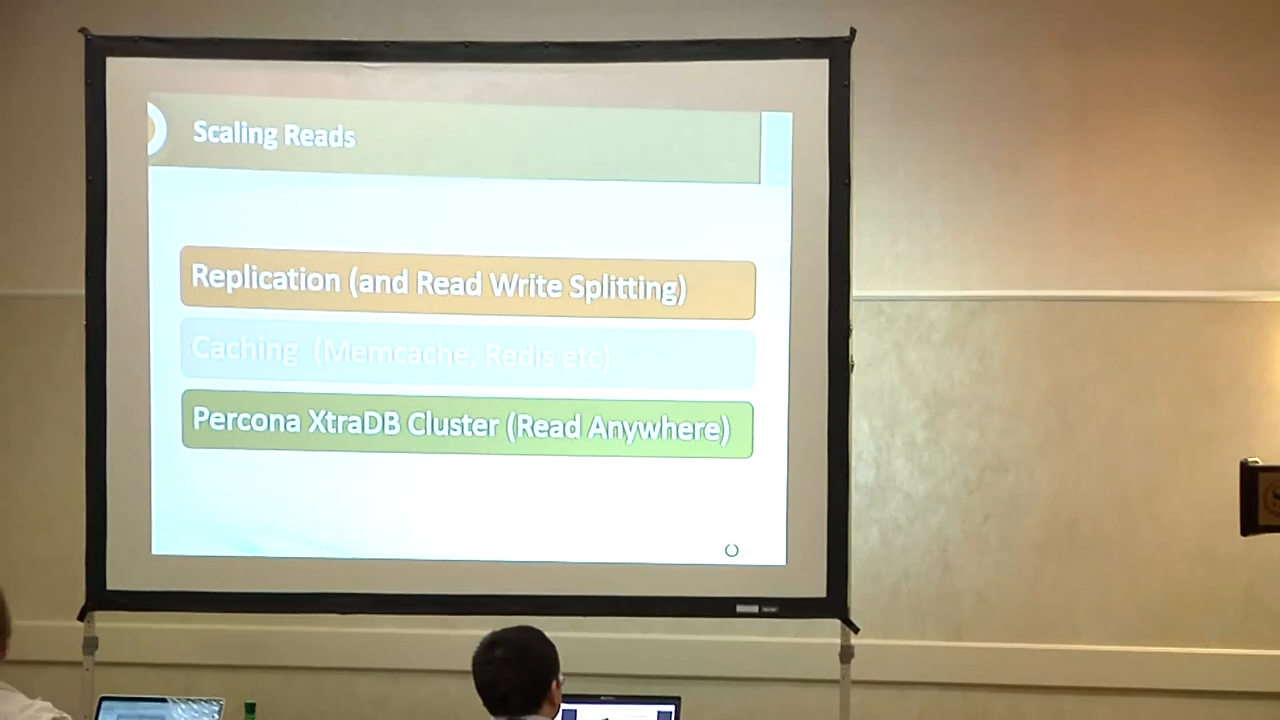 Scaling Reads
Replication (and Read Write Splitting)
Caching  (Memcache, Redis etc)
Percona XtraDB Cluster (Read Anywhere)